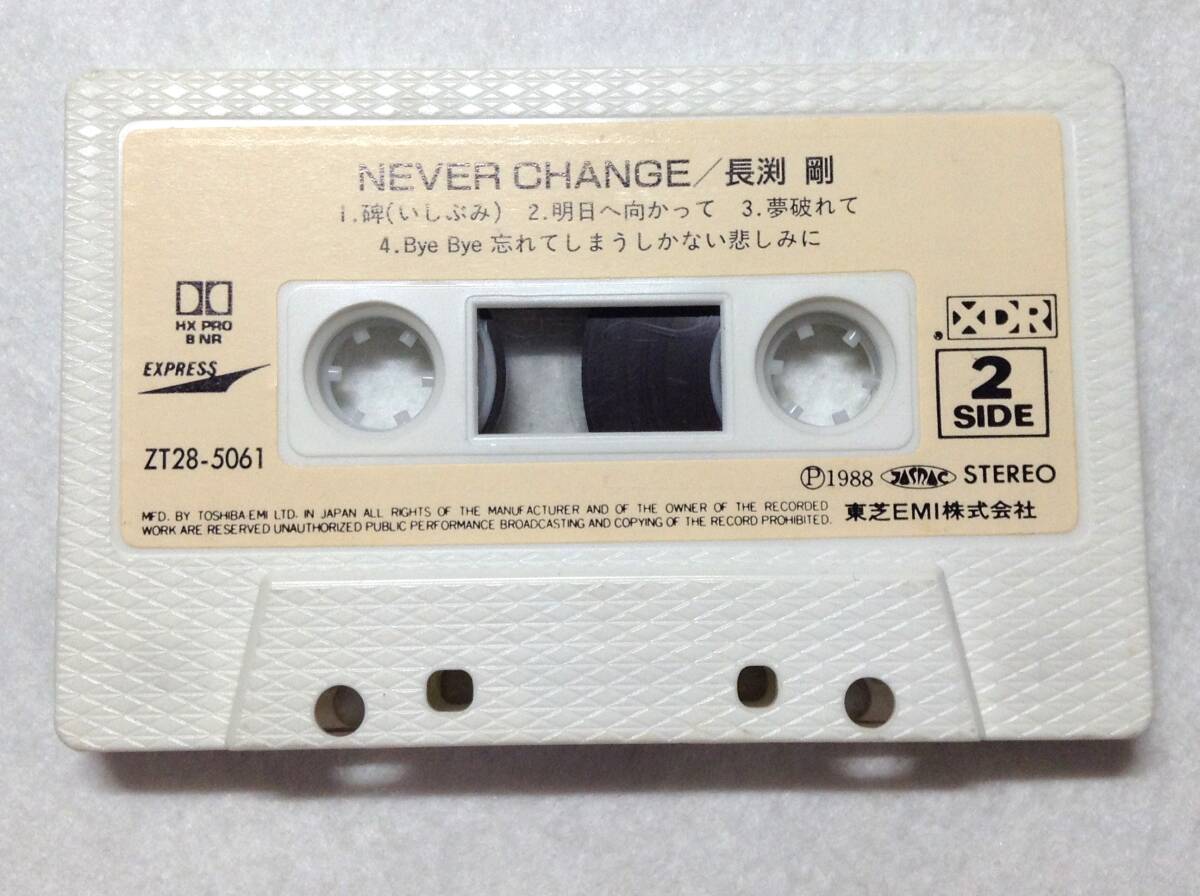 NEVER CHANGE/長渕 剛
1.碑(いしぶみ) 2.明日へ向かって 3.夢破れて
4.Bye Bye 忘れてしまうしかない悲しみに
HX PRO
B NR
EXPRESS
XDR
2
SIDE
ZT28-5061
Ⓟ1988 JASRAC STEREO
MFD. BY TOSHIBA-EMI LTD. IN JAPAN ALL RIGHTS OF THE MANUFACTURER AND OF THE OWNER OF THE RECORDED
WORK ARE RESERVED UNAUTHORIZED PUBLIC PERFORMANCE BROADCASTING AND COPYING OF THE RECORD PROHIBITED.
東芝EMI株式会社